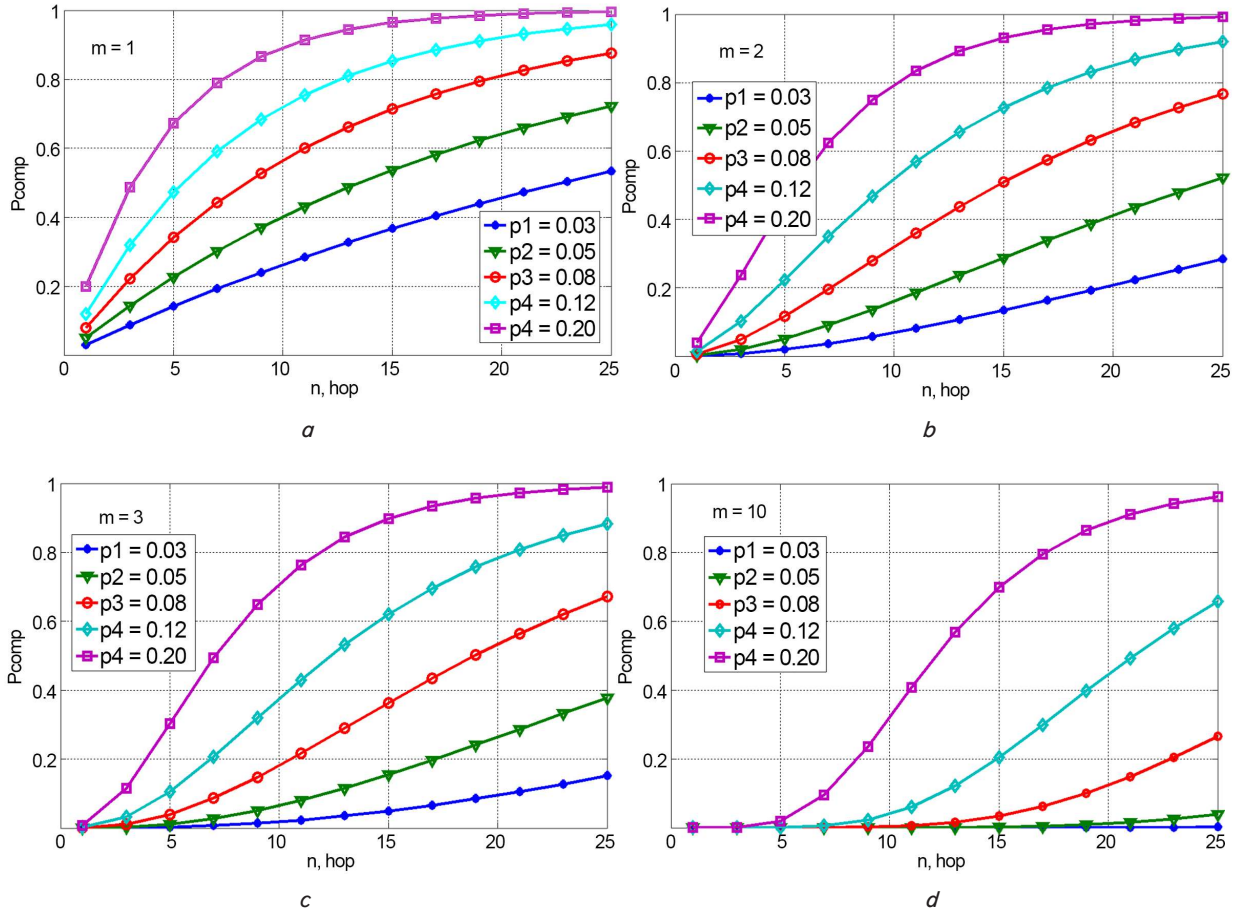 m = 1
1
0.8
0.6
0.4
0.2
Pcomp
p1 = 0.03
p2 = 0.05
p3 = 0.08
p4 = 0.12
p4 = 0.20
0
5
10
15
20
25
n, hop
a
m = 2
1
0.8
0.6
0.4
0.2
Pcomp
p1 = 0.03
p2 = 0.05
p3 = 0.08
p4 = 0.12
p4 = 0.20
0
5
10
15
20
25
n, hop
b
m = 3
1
0.8
0.6
0.4
0.2
Pcomp
p1 = 0.03
p2 = 0.05
p3 = 0.08
p4 = 0.12
p4 = 0.20
0
5
10
15
20
25
n, hop
c
m = 10
1
0.8
0.6
0.4
0.2
Pcomp
p1 = 0.03
p2 = 0.05
p3 = 0.08
p4 = 0.12
p4 = 0.20
0
5
10
15
20
25
n, hop
d